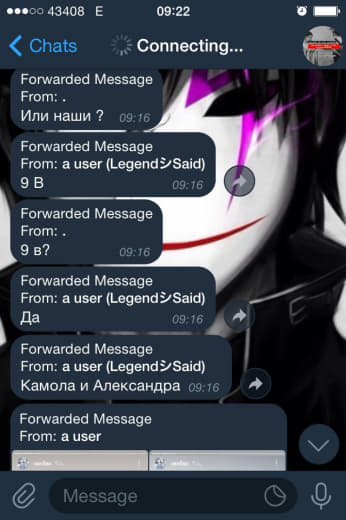 43408 E 09:22
Chats Connecting...
Forwarded Message
From: .
Или наши ? 09:16
Forwarded Message
From: a user (LegendシSaid)
9 В 09:16
Forwarded Message
From: .
9 в? 09:16
Forwarded Message
From: a user (LegendシSaid)
Да 09:16
Forwarded Message
From: a user (LegendシSaid)
Камола и Александра 09:16
Forwarded Message
From: a user
Message